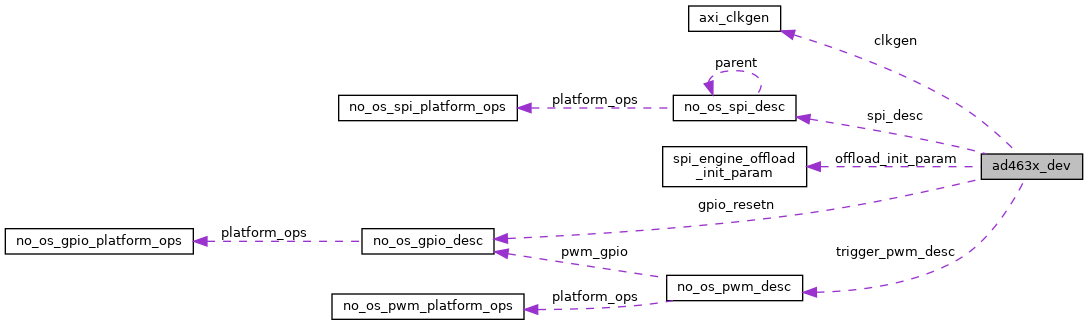 axi_clkgen
clkgen
parent
no_os_spi_platform_ops
platform_ops
no_os_spi_desc
spi_desc
spi_engine_offload
_init_param
offload_init_param
ad463x_dev
gpio_resetn
no_os_gpio_platform_ops
platform_ops
no_os_gpio_desc
pwm_gpio
trigger_pwm_desc
no_os_pwm_desc
platform_ops
no_os_pwm_platform_ops